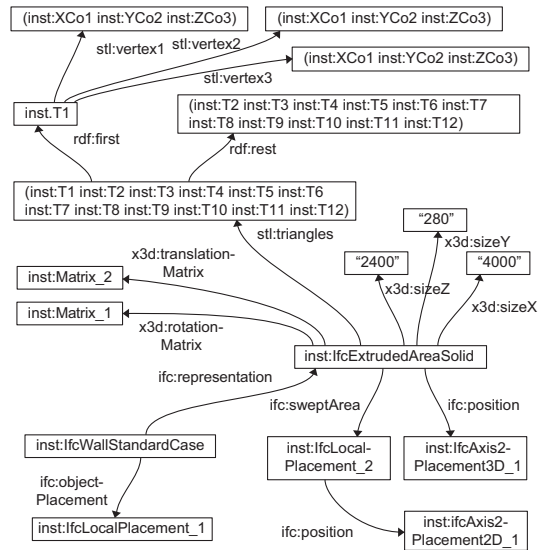 (inst:XCo1 inst:YCo2 inst:ZCo3)
(inst:XCo1 inst:YCo2 inst:ZCo3)
stl:vertex1
stl:vertex2
(inst:XCo1 inst:YCo2 inst:ZCo3)
stl:vertex3
inst.T1
(inst:T2 inst:T3 inst:T4 inst:T5 inst:T6 inst:T7
inst:T8 inst:T9 inst:T10 inst:T11 inst:T12)
rdf:first
rdf:rest
(inst:T1 inst:T2 inst:T3 inst:T4 inst:T5 inst:T6
inst:T7 inst:T8 inst:T9 inst:T10 inst:T11 inst:T12)
stl:triangles
“280”
x3d:sizeY
x3d:translation-
Matrix
“2400”
“4000”
inst:Matrix_2
x3d:sizeZ
x3d:sizeX
inst:Matrix_1
x3d:rotation-
Matrix
inst:IfcExtrudedAreaSolid
ifc:representation
ifc:sweptArea
ifc:position
inst:IfcWallStandardCase
inst:IfcLocal-
Placement_2
inst:IfcAxis2-
Placement3D_1
ifc:object-
Placement
inst:IfcLocalPlacement_1
ifc:position
inst:ifcAxis2-
Placement2D_1